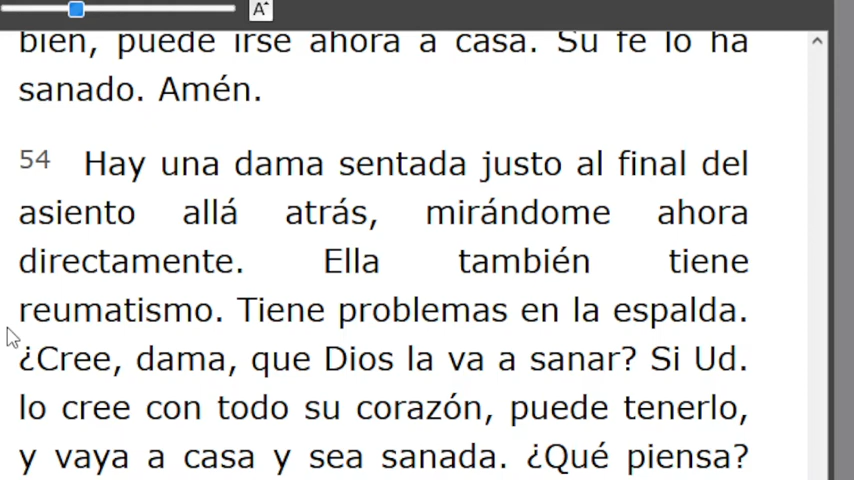 A
bien, puede irse ahora a casa. Su fe lo ha
sanado. Amén.
54 Hay una dama sentada justo al final del
asiento allá atrás, mirándome ahora
directamente. Ella también tiene
reumatismo. Tiene problemas en la espalda.
¿Cree, dama, que Dios la va a sanar? Si Ud.
lo cree con todo su corazón, puede tenerlo,
y vaya a casa y sea sanada. ¿Qué piensa?